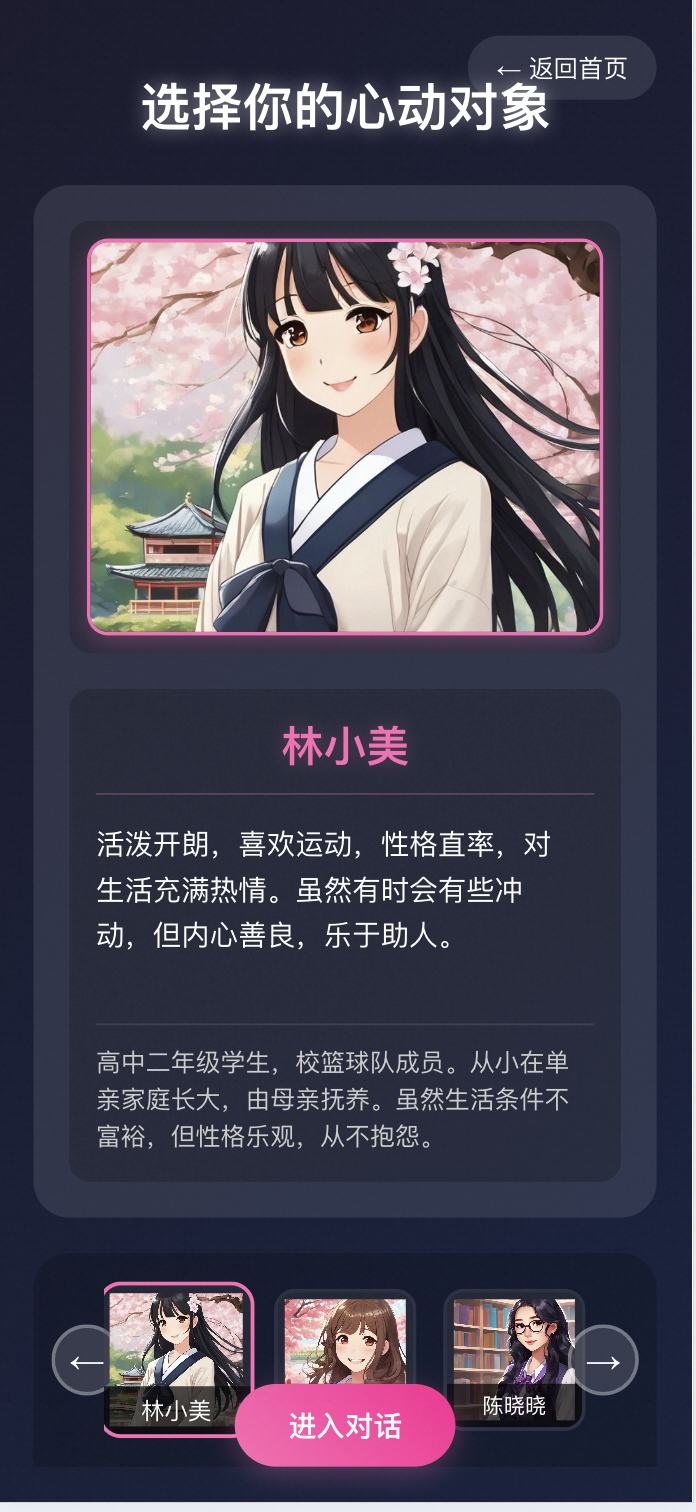 ← 返回首页
选择你的心动对象
林小美
活泼开朗，喜欢运动，性格直率，对
生活充满热情。虽然有时会有些冲
动，但内心善良，乐于助人。
高中二年级学生，校篮球队成员。从小在单
亲家庭长大，由母亲抚养。虽然生活条件不
富裕，但性格乐观，从不抱怨。
←
林小美
陈晓晓
→
进入对话